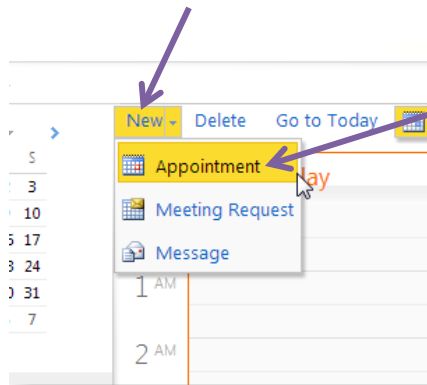 New Delete Go to Today
S
Appointment
ay
3
Meeting Request
10
17
Message
24
31
1 AM
7
2 AM